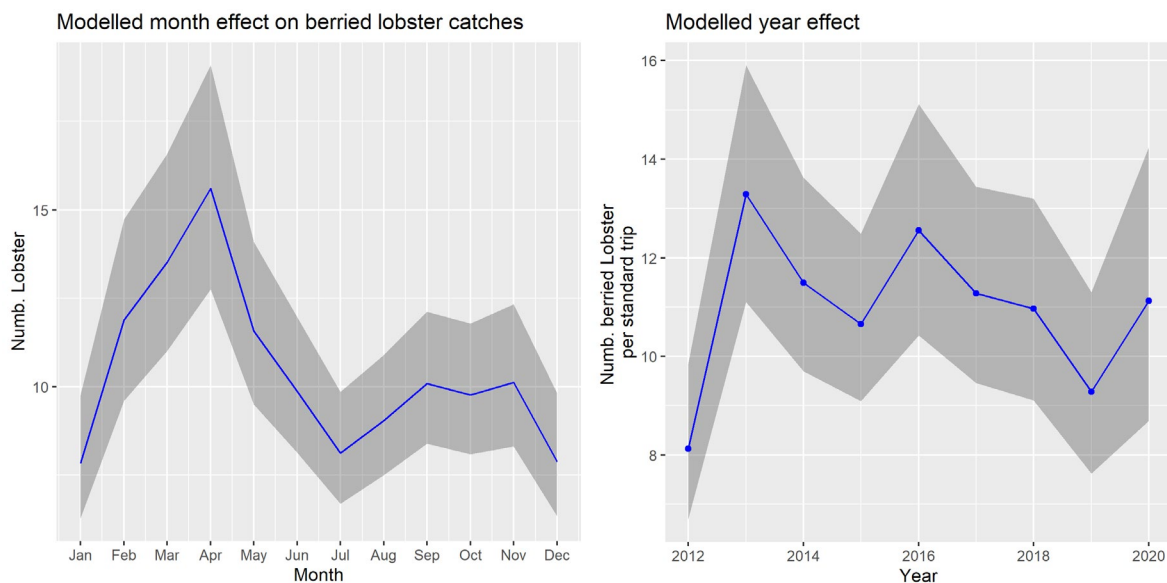 Modelled month effect on berried lobster catches
Numb. Lobster
15
10
Jan Feb Mar Apr May Jun Jul Aug Sep Oct Nov Dec
Month
Modelled year effect
Numb. berried Lobster
per standard trip
16
14
12
10
8
2012 2014 2016 2018 2020
Year